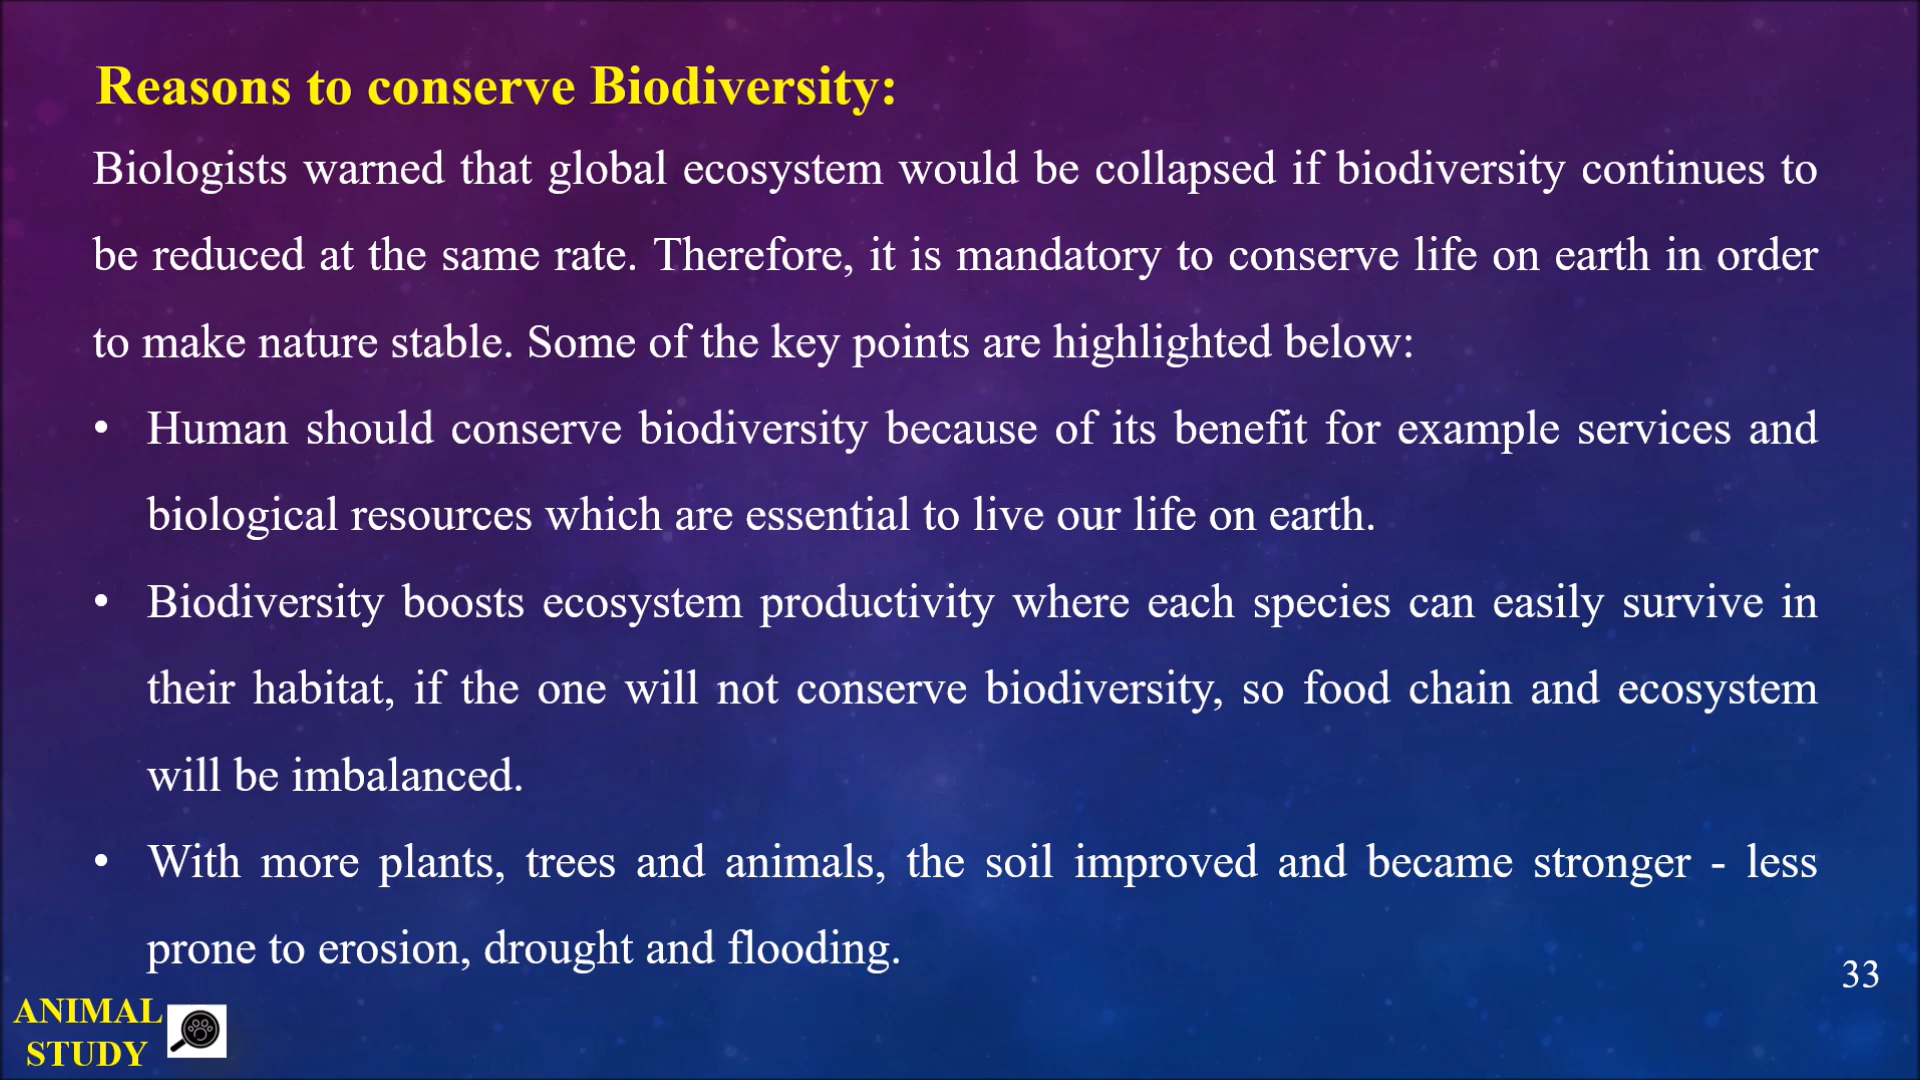 Reasons to conserve Biodiversity:
Biologists warned that global ecosystem would be collapsed if biodiversity continues to
be reduced at the same rate. Therefore, it is mandatory to conserve life on earth in order
to make nature stable. Some of the key points are highlighted below:
• Human should conserve biodiversity because of its benefit for example services and
biological resources which are essential to live our life on earth.
• Biodiversity boosts ecosystem productivity where each species can easily survive in
their habitat, if the one will not conserve biodiversity, so food chain and ecosystem
will be imbalanced.
• With more plants, trees and animals, the soil improved and became stronger - less
prone to erosion, drought and flooding.
33
ANIMAL
STUDY